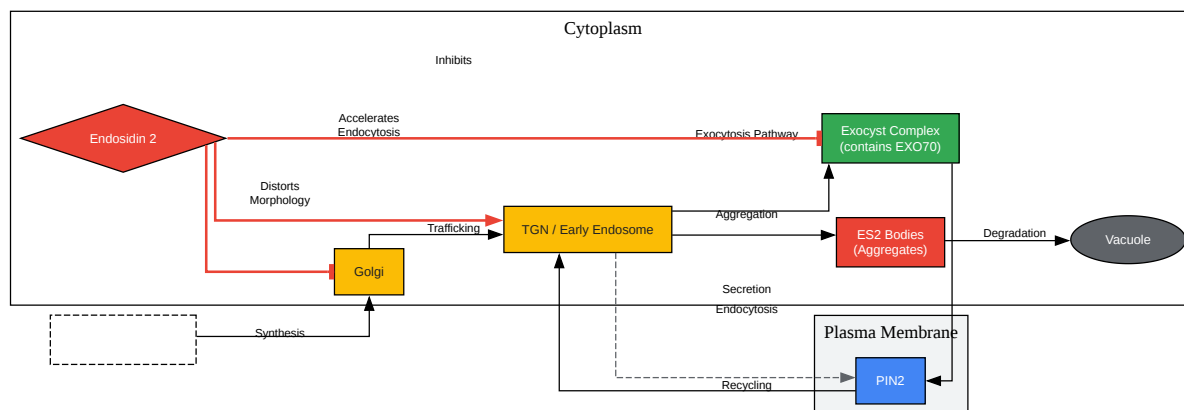 Cytoplasm
Inhibits
Endosidin 2
Accelerates
Endocytosis
Exocytosis Pathway
Exocyst Complex
(contains EXO70)
Distorts
Morphology
Trafficking
TGN / Early Endosome
Aggregation
ES2 Bodies
(Aggregates)
Degradation
Vacuole
Golgi
Secretion
Endocytosis
Synthesis
Plasma Membrane
PIN2
Recycling